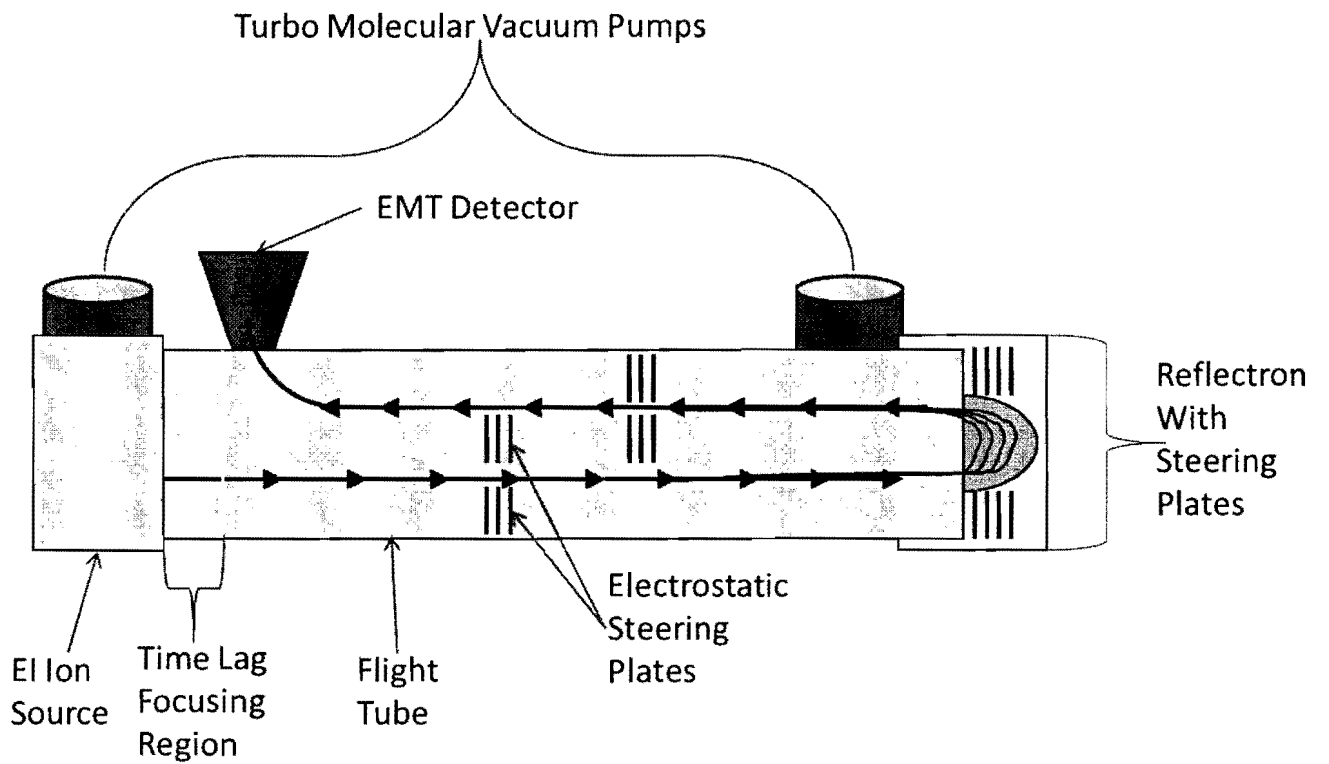 Turbo Molecular Vacuum Pumps
EMT Detector
Reflectron
With
Steering
Plates
Electrostatic
Steering
Plates
EI Ion
Source
Time Lag
Focusing
Region
Flight
Tube